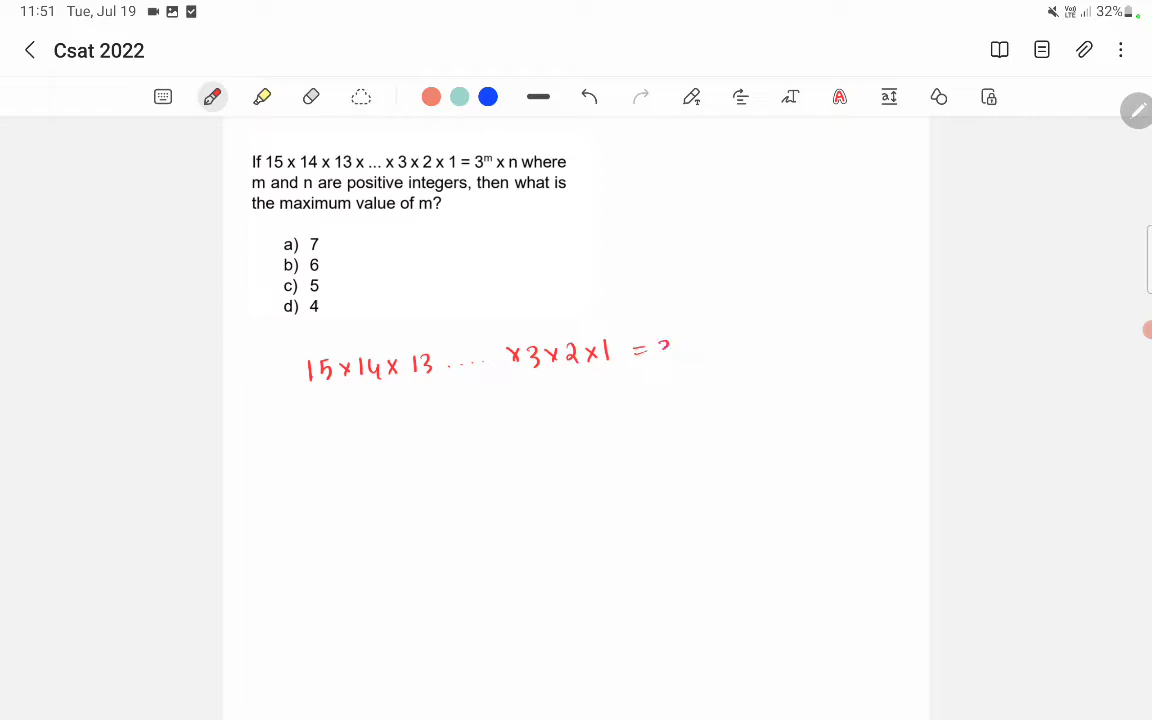 11:51 Tue, Jul 19 Vo) LTE 32%
Csat 2022
If 15 x 14 x 13 x ... x 3 x 2 x 1 = 3ᵐ x n where
m and n are positive integers, then what is
the maximum value of m?
a) 7
b) 6
c) 5
d) 4
15 x 14 x 13 .... x 3 x 2 x 1 =